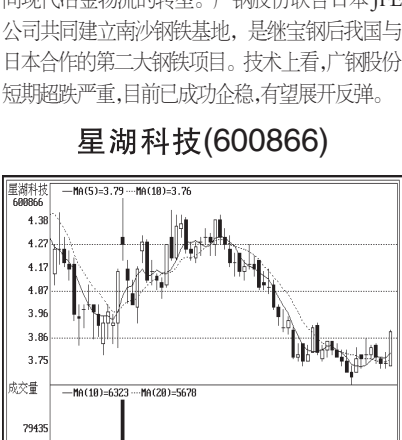 向现代冶金物流的转型。广钢股份联合日本 JFE
公司共同建立南沙钢铁基地，是继宝钢后我国与
日本合作的第二大钢铁项目。技术上看,广钢股份
短期超跌严重,目前已成功企稳,有望展开反弹。
星湖科技(600866)
星湖科技 —MA(5)=3.79 ···MA(10)=3.76
600866
4.38
4.27
4.17
4.07
3.96
3.86
3.75
成交量 —MA(10)=6323 ···MA(20)=5678
79435